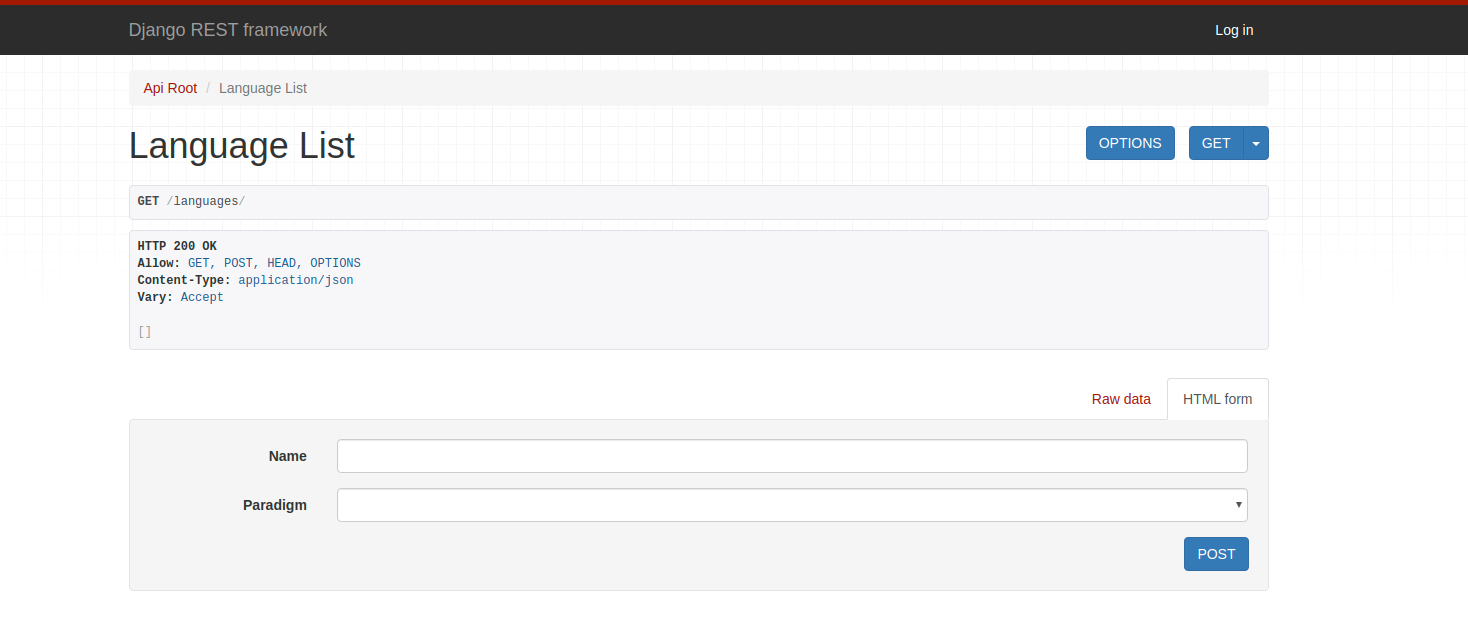 Django REST framework
Log in
Api Root / Language List
Language List
OPTIONS
GET
GET /languages/
HTTP 200 OK
Allow: GET, POST, HEAD, OPTIONS
Content-Type: application/json
Vary: Accept
[]
Raw data
HTML form
Name
Paradigm
POST